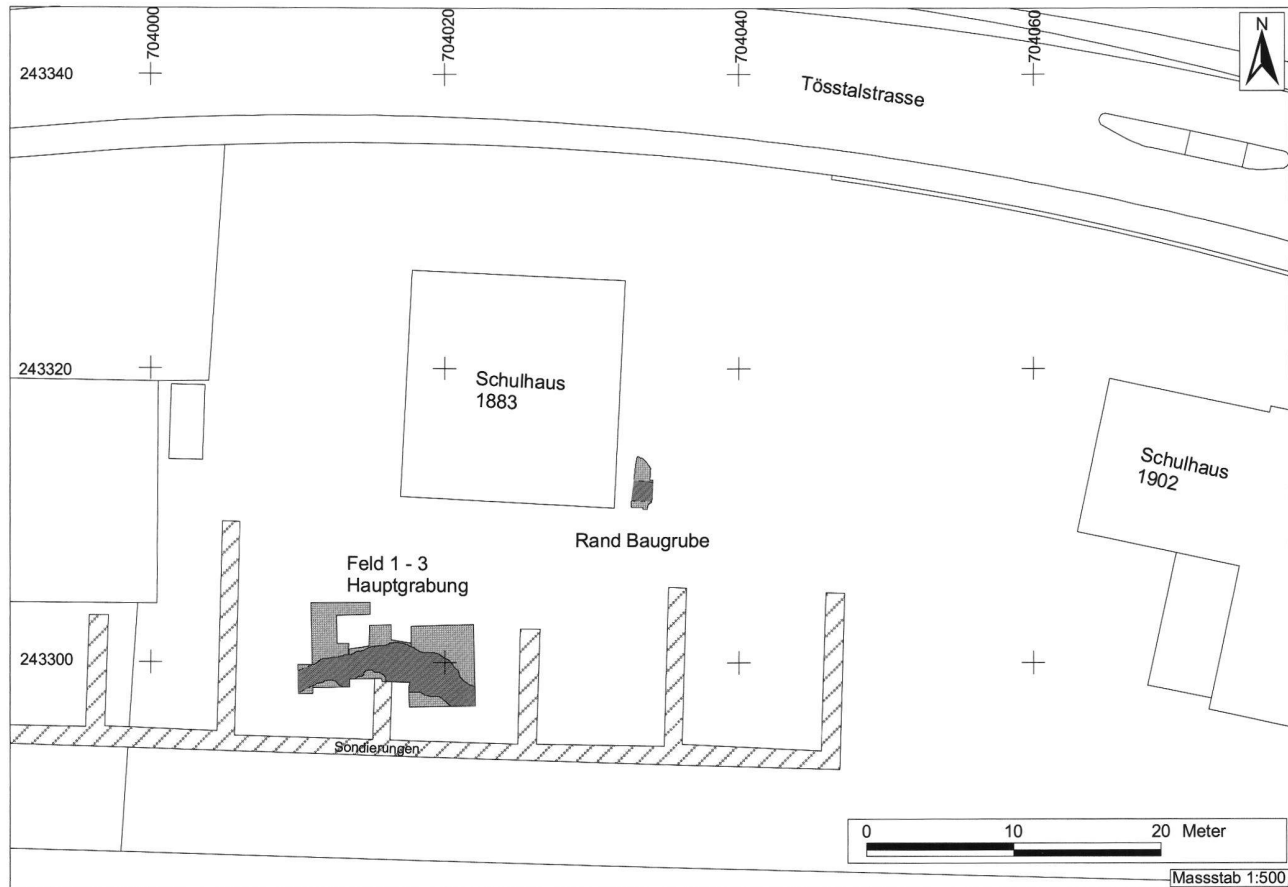 704000
704020
704040
704060
N
243340
Tösstalstrasse
243320
Schulhaus
1883
Schulhaus
1902
Rand Baugrube
Feld 1 - 3
Hauptgrabung
243300
Sondierungen
0 10 20 Meter
Massstab 1:500